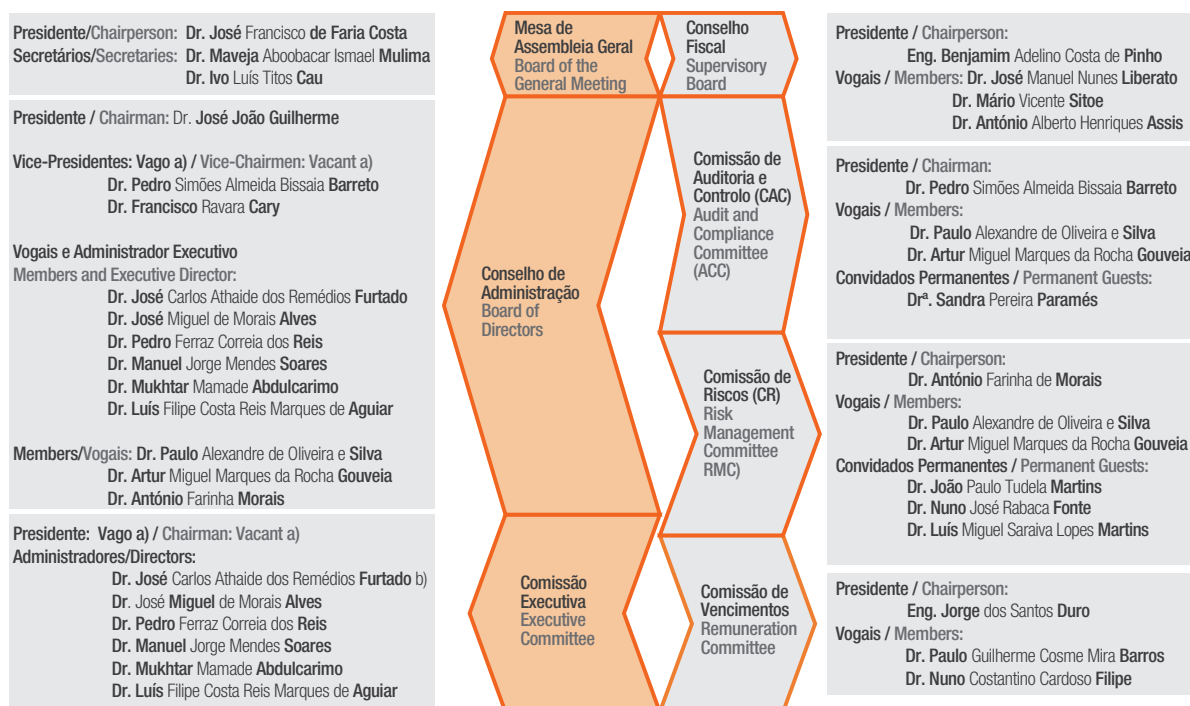 Presidente/Chairperson: Dr. José Francisco de Faria Costa
Secretários/Secretaries: Dr. Maveja Aboobacar Ismael Mulima
Dr. Ivo Luís Titos Cau
Presidente / Chairman: Dr. José João Guilherme
Vice-Presidentes: Vago a) / Vice-Chairmen: Vacant a)
Dr. Pedro Simões Almeida Bissaia Barreto
Dr. Francisco Ravara Cary
Vogais e Administrador Executivo
Members and Executive Director:
Dr. José Carlos Athaide dos Remédios Furtado
Dr. José Miguel de Morais Alves
Dr. Pedro Ferraz Correia dos Reis
Dr. Manuel Jorge Mendes Soares
Dr. Mukhtar Mamade Abdulcarimo
Dr. Luís Filipe Costa Reis Marques de Aguiar
Members/Vogais: Dr. Paulo Alexandre de Oliveira e Silva
Dr. Artur Miguel Marques da Rocha Gouveia
Dr. António Farinha Morais
Presidente: Vago a) / Chairman: Vacant a)
Administradores/Directors:
Dr. José Carlos Athaide dos Remédios Furtado b)
Dr. José Miguel de Morais Alves
Dr. Pedro Ferraz Correia dos Reis
Dr. Manuel Jorge Mendes Soares
Dr. Mukhtar Mamade Abdulcarimo
Dr. Luís Filipe Costa Reis Marques de Aguiar
Mesa de
Assembleia Geral
Board of the
General Meeting
Conselho de
Administração
Board of
Directors
Comissão
Executiva
Executive
Committee
Conselho
Fiscal
Supervisory
Board
Comissão de
Auditoria e
Controlo (CAC)
Audit and
Compliance
Committee
(ACC)
Comissão de
Riscos (CR)
Risk
Management
Committee
RMC)
Comissão de
Vencimentos
Remuneration
Committee
Presidente / Chairperson:
Eng. Benjamim Adelino Costa de Pinho
Vogais / Members: Dr. José Manuel Nunes Liberato
Dr. Mário Vicente Sitoe
Dr. António Alberto Henriques Assis
Presidente / Chairman:
Dr. Pedro Simões Almeida Bissaia Barreto
Vogais / Members:
Dr. Paulo Alexandre de Oliveira e Silva
Dr. Artur Miguel Marques da Rocha Gouveia
Convidados Permanentes / Permanent Guests:
Drª. Sandra Pereira Paramés
Presidente / Chairperson:
Dr. António Farinha de Morais
Vogais / Members:
Dr. Paulo Alexandre de Oliveira e Silva
Dr. Artur Miguel Marques da Rocha Gouveia
Convidados Permanentes / Permanent Guests:
Dr. João Paulo Tudela Martins
Dr. Nuno José Rabaca Fonte
Dr. Luís Miguel Saraiva Lopes Martins
Presidente / Chairperson:
Eng. Jorge dos Santos Duro
Vogais / Members:
Dr. Paulo Guilherme Cosme Mira Barros
Dr. Nuno Costantino Cardoso Filipe